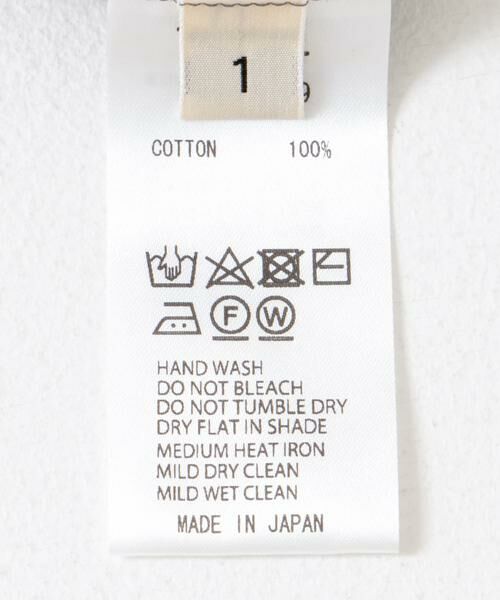 1
9
COTTON 100%
F W
HAND WASH
DO NOT BLEACH
DO NOT TUMBLE DRY
DRY FLAT IN SHADE
MEDIUM HEAT IRON
MILD DRY CLEAN
MILD WET CLEAN
MADE IN JAPAN